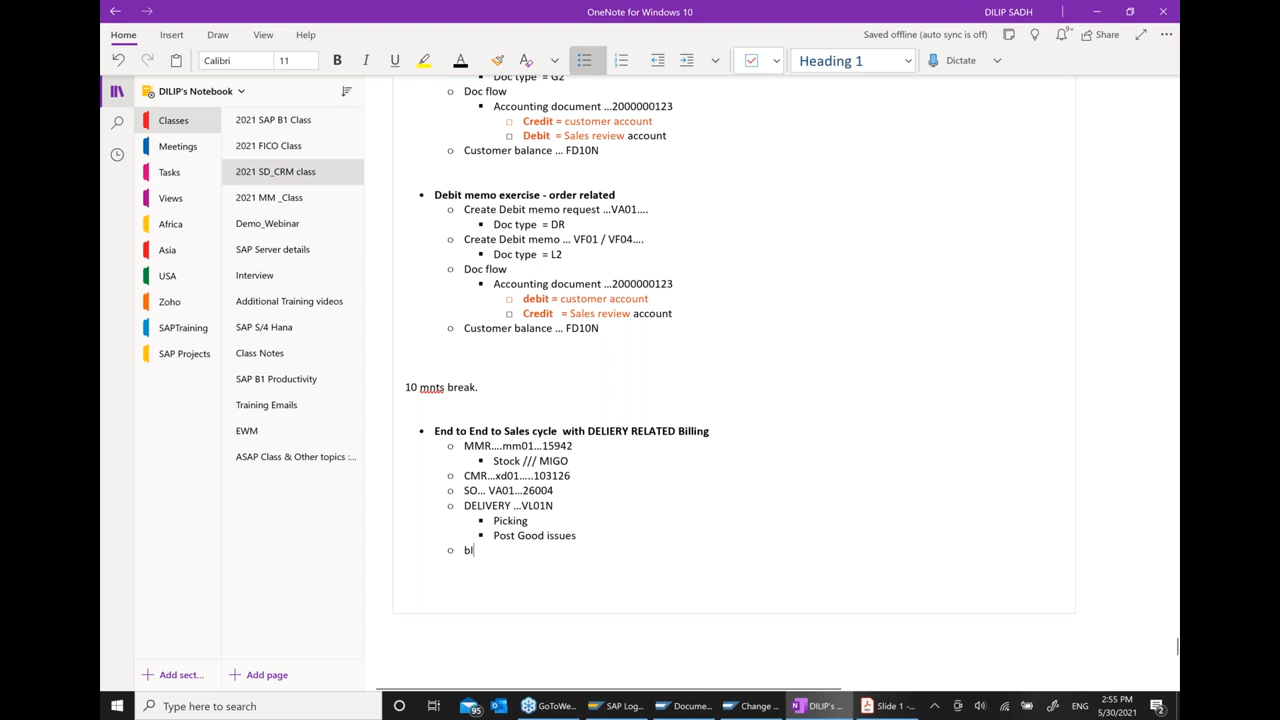 OneNote for Windows 10
DILIP SADH
Home Insert Draw View Help
Saved offline (auto sync is off)
Share
Calibri 11 B I U
Heading 1
Dictate
DILIP's Notebook
Classes
Meetings
Tasks
Views
Africa
Asia
USA
Zoho
SAPTraining
SAP Projects
Add sect...
2021 SAP B1 Class
2021 FICO Class
2021 SD_CRM class
2021 MM _Class
Demo_Webinar
SAP Server details
Interview
Additional Training videos
SAP S/4 Hana
Class Notes
SAP B1 Productivity
Training Emails
EWM
ASAP Class & Other topics :...
Add page
Doc type = G2
Doc flow
Accounting document ...2000000123
Credit = customer account
Debit = Sales review account
Customer balance ... FD10N
Debit memo exercise - order related
Create Debit memo request ...VA01....
Doc type = DR
Create Debit memo ... VF01 / VF04....
Doc type = L2
Doc flow
Accounting document ...2000000123
debit = customer account
Credit = Sales review account
Customer balance ... FD10N
10 mnts break.
End to End to Sales cycle with DELIERY RELATED Billing
MMR....mm01...15942
Stock /// MIGO
CMR...xd01.....103126
SO... VA01...26004
DELIVERY ...VL01N
Picking
Post Good issues
bl
Type here to search
95
GoToWe...
SAP Log...
Docume...
Change ...
DILIP's ...
Slide 1 -...
ENG
2:55 PM
5/30/2021
2